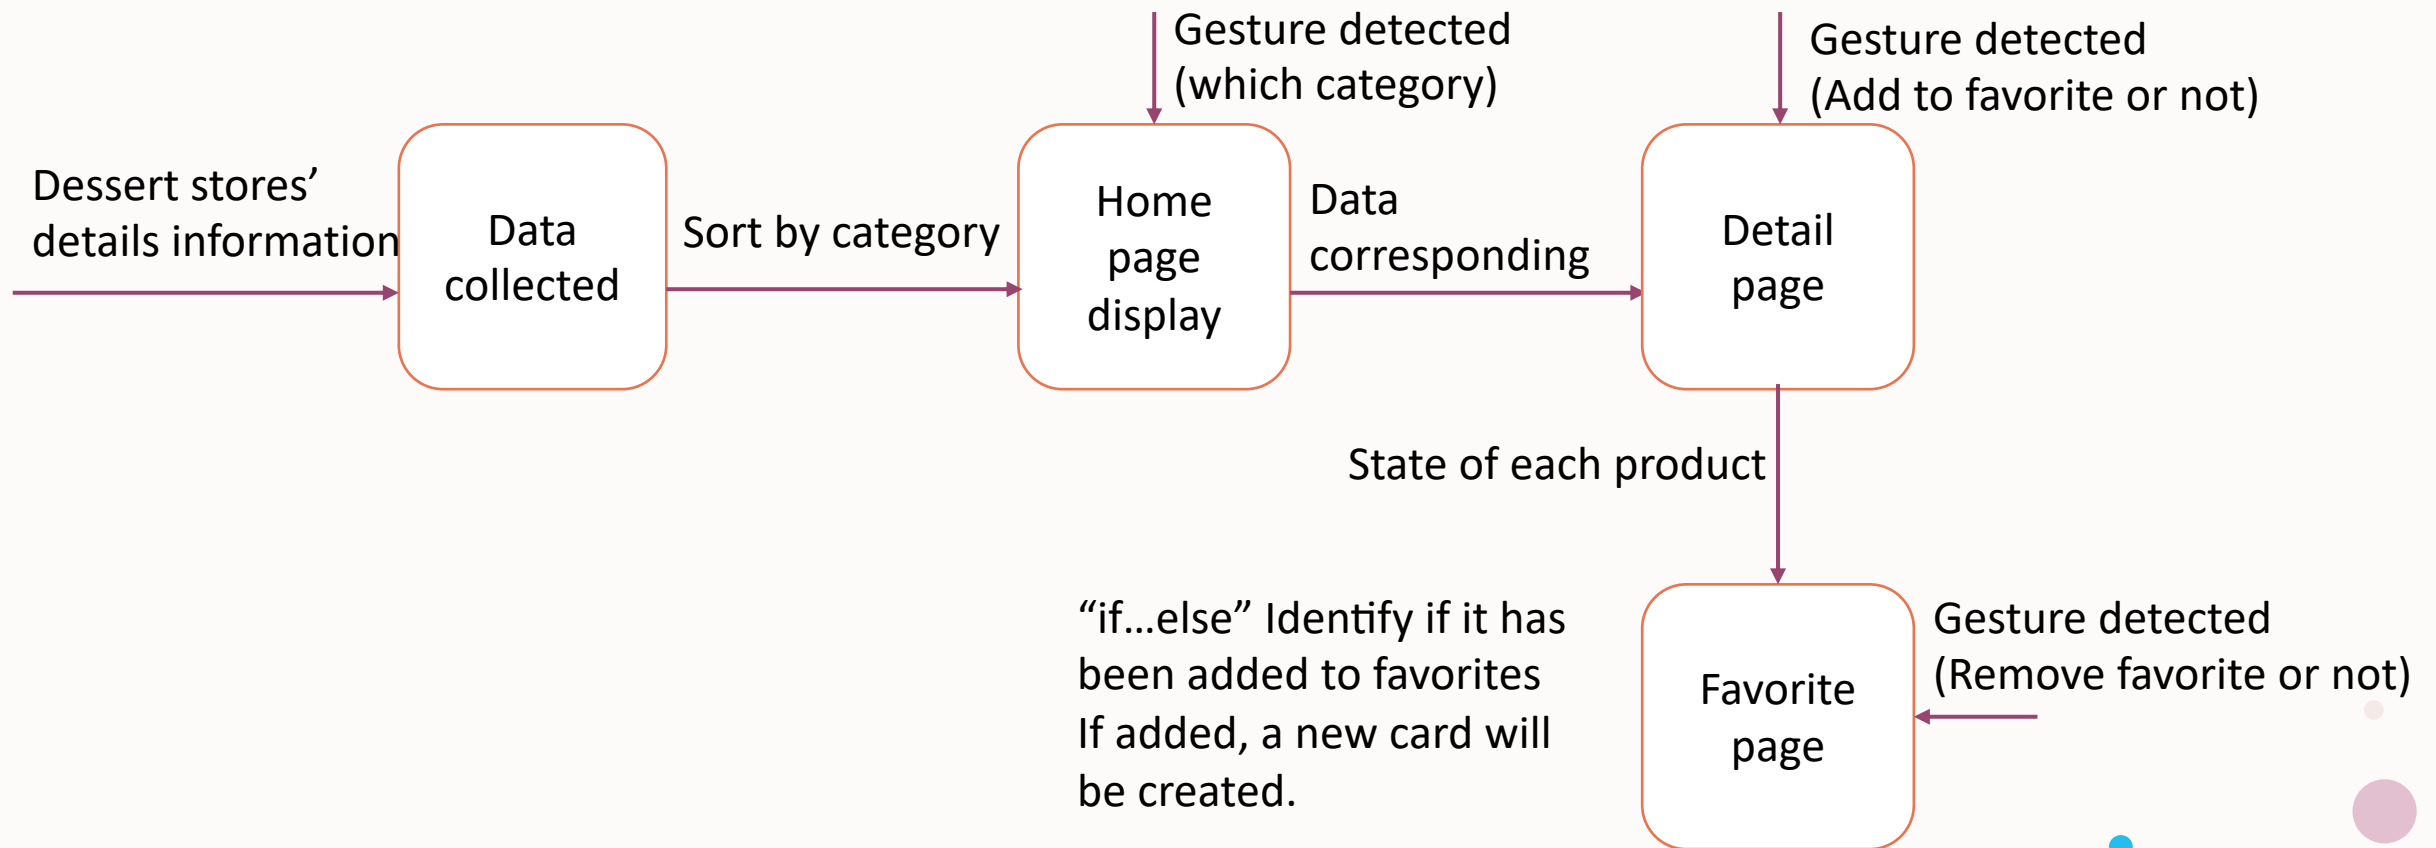 Gesture detected
(which category)
Gesture detected
(Add to favorite or not)
Dessert stores’
details information
Data
collected
Sort by category
Home
page
display
Data
corresponding
Detail
page
State of each product
“if...else” Identify if it has
been added to favorites
If added, a new card will
be created.
Favorite
page
Gesture detected
(Remove favorite or not)